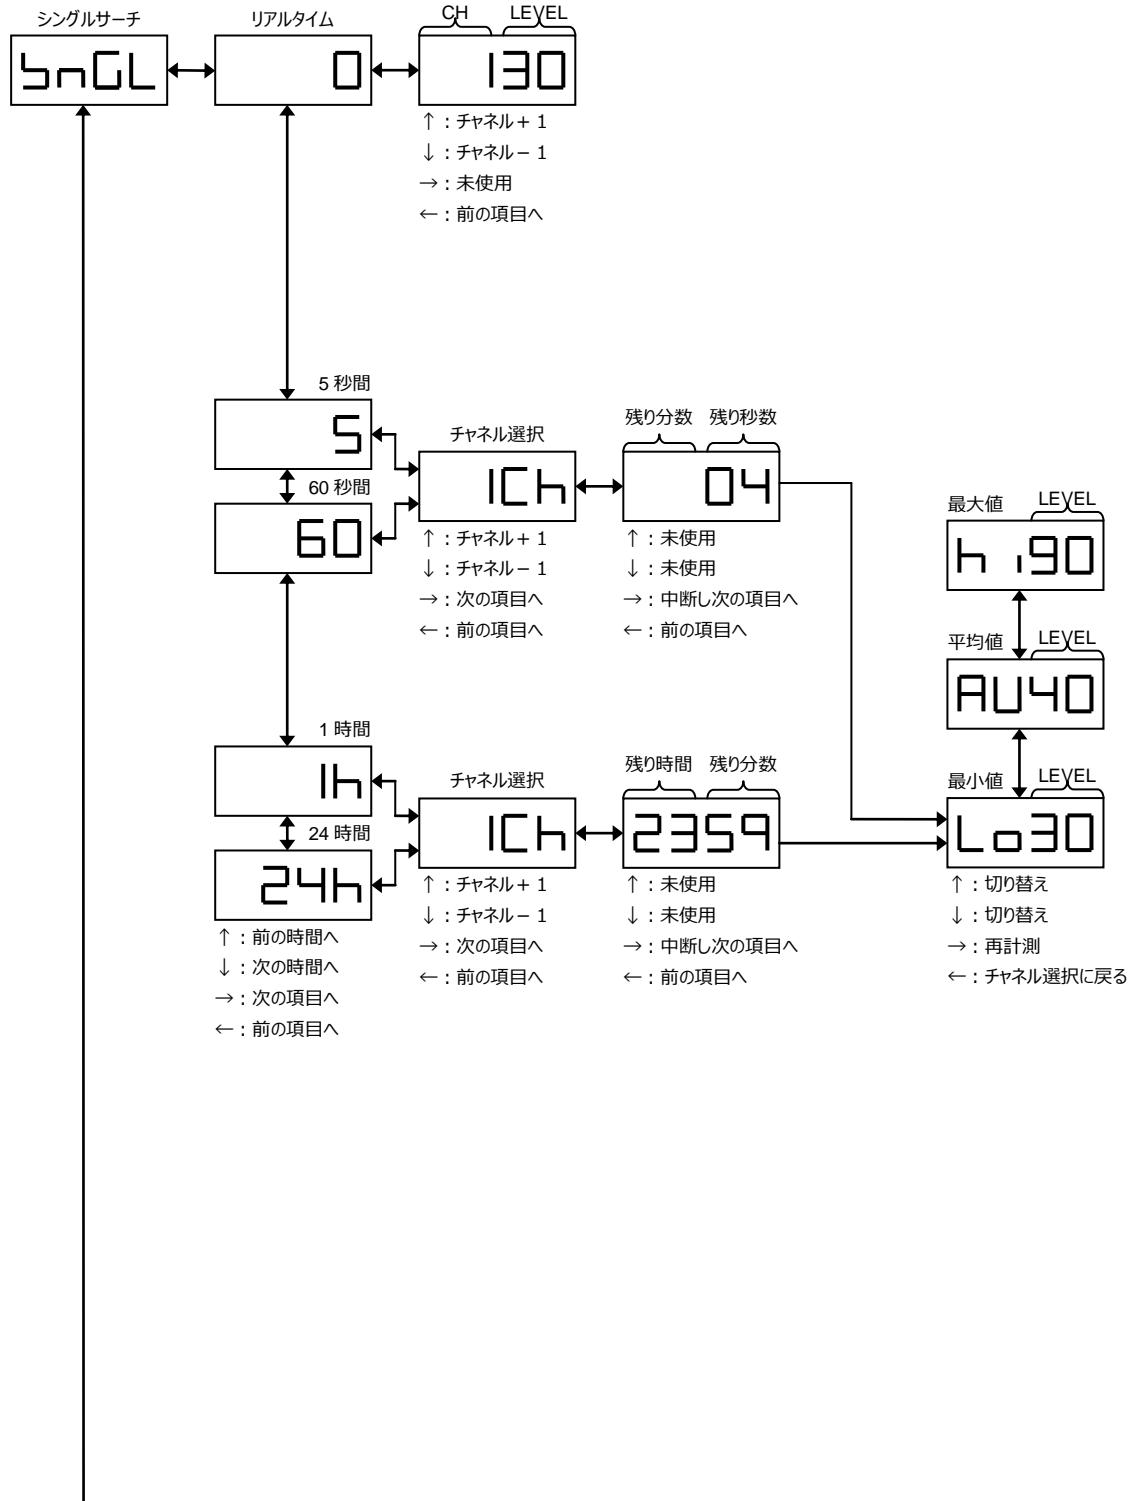 シングルサーチ
リアルタイム
CH
LEVEL
SnGL
0
130
↑：チャネル＋ 1
↓：チャネル－ 1
→：未使用
←：前の項目へ
5 秒間
5
60 秒間
60
チャネル選択
1Ch
↑：チャネル＋ 1
↓：チャネル－ 1
→：次の項目へ
←：前の項目へ
残り分数
残り秒数
04
↑：未使用
↓：未使用
→：中断し次の項目へ
←：前の項目へ
最大値
LEVEL
hi90
平均値
LEVEL
AU40
1 時間
1h
24 時間
24h
↑：前の時間へ
↓：次の時間へ
→：次の項目へ
←：前の項目へ
チャネル選択
1Ch
↑：チャネル＋ 1
↓：チャネル－ 1
→：次の項目へ
←：前の項目へ
残り時間
残り分数
2359
↑：未使用
↓：未使用
→：中断し次の項目へ
←：前の項目へ
最小値
LEVEL
Lo30
↑：切り替え
↓：切り替え
→：再計測
←：チャネル選択に戻る